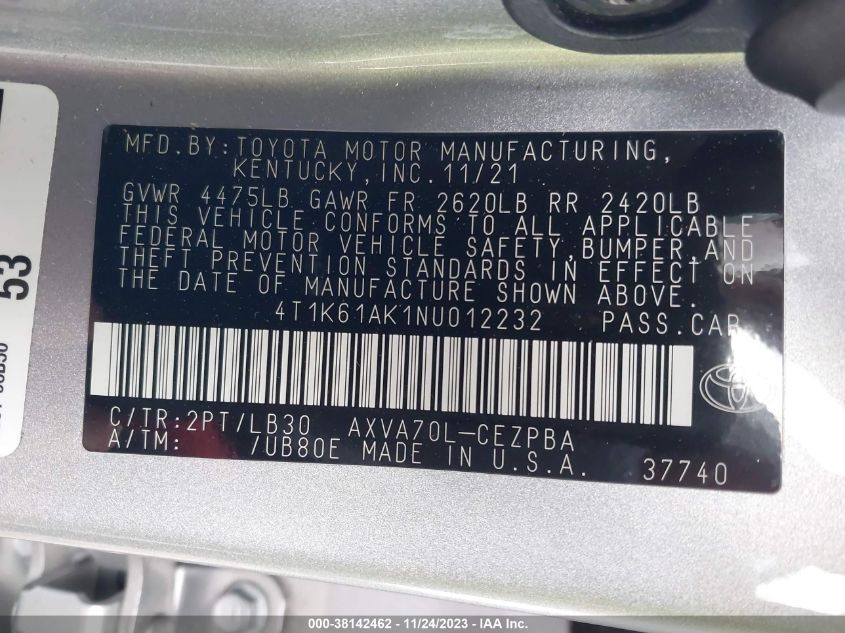 MFD.BY:TOYOTA MOTOR MANUFACTURING,
KENTUCKY,INC.11/21
GVWR 4475LB GAWR FR 2620LB RR 2420LB
THIS VEHICLE CONFORMS TO ALL APPLICABLE
FEDERAL MOTOR VEHICLE SAFETY,BUMPER,AND
THEFT PREVENTION STANDARDS IN EFFECT ON
THE DATE OF MANUFACTURE SHOWN ABOVE.
4T1K61AK1NU012232 PASS.CAR
C/TR:2PT/LB30 AXVA70L-CEZPBA
A/TM: /UB80E MADE IN U.S.A. 37740
53
000-38142462 - 11/24/2023 - IAA Inc.